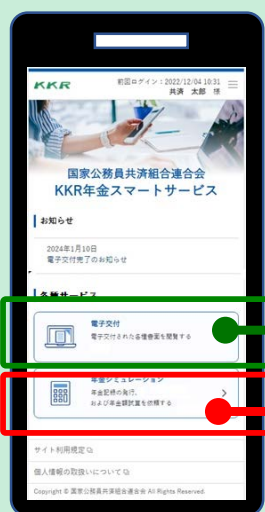 KKR
前回ログイン：2022/12/04 10:31
共済 太郎 様
国家公務員共済組合連合会
KKR年金スマートサービス
お知らせ
2024年1月10日
電子交付完了のお知らせ
各種サービス
電子交付
電子交付された各種書面を閲覧する
年金シミュレーション
年金記録の発行、
および年金額試算を依頼する
サイト利用規定
個人情報の取扱いについて
Copyright © 国家公務員共済組合連合会 All Rights Reserved